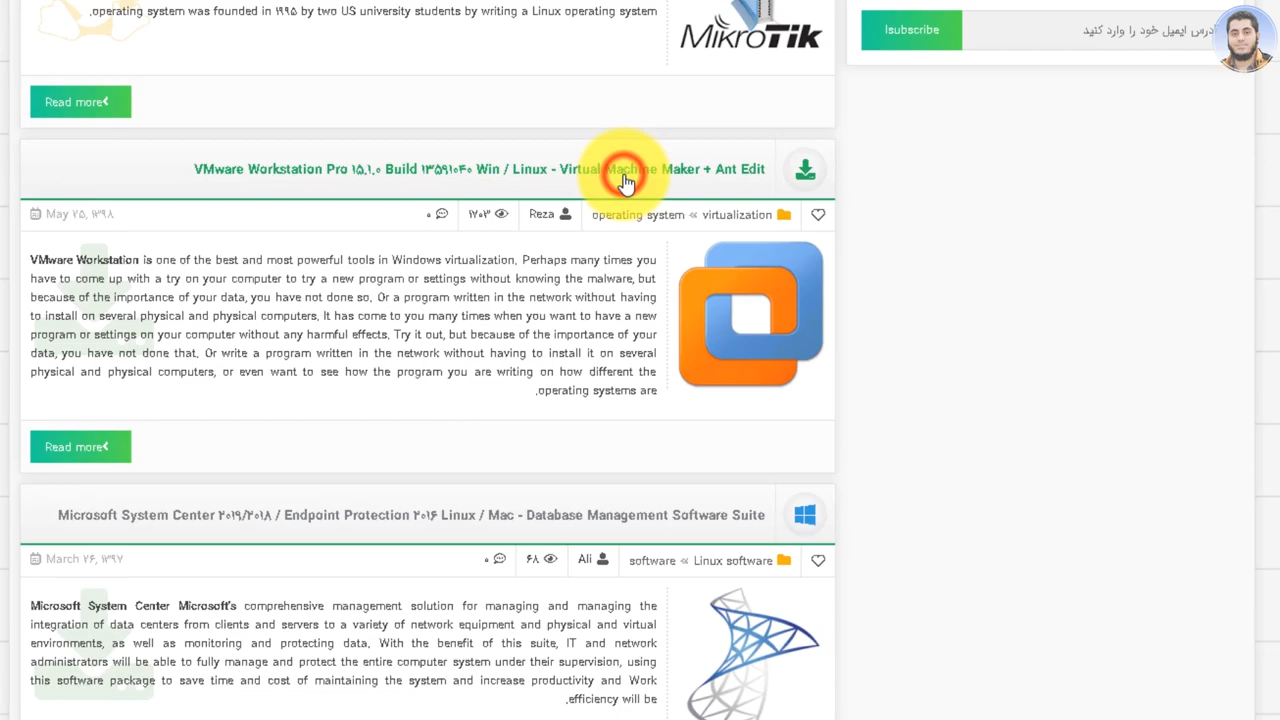 operating system was founded in ۱۹۹۵ by two US university students by writing a Linux operating system.
MikroTik
Isubscribe
درس ایمیل خود را وارد کنید
Read more
VMware Workstation Pro ۱۵.۱.۰ Build ۱۳۵۹۱۰۴۰ Win / Linux - Virtual Machine Maker + Ant Edit
May ۲۵, ۱۳۹۸
۰
۱۷۰۲
Reza
operating system « virtualization
VMware Workstation is one of the best and most powerful tools in Windows virtualization. Perhaps many times you
have to come up with a try on your computer to try a new program or settings without knowing the malware, but
because of the importance of your data, you have not done so. Or a program written in the network without having
to install on several physical and physical computers. It has come to you many times when you want to have a new
program or settings on your computer without any harmful effects. Try it out, but because of the importance of your
data, you have not done that. Or write a program written in the network without having to install it on several
physical and physical computers, or even want to see how the program you are writing on how different the
operating systems are.
Read more
Microsoft System Center ۲۰۱۹/۲۰۱۸ / Endpoint Protection ۲۰۱۶ Linux / Mac - Database Management Software Suite
March ۲۶, ۱۳۹۷
۰
۶۸
Ali
software « Linux software
Microsoft System Center Microsoft's comprehensive management solution for managing and managing the
integration of data centers from clients and servers to a variety of network equipment and physical and virtual
environments, as well as monitoring and protecting data. With the benefit of this suite, IT and network
administrators will be able to fully manage and protect the entire computer system under their supervision, using
this software package to save time and cost of maintaining the system and increase productivity and Work
efficiency will be.